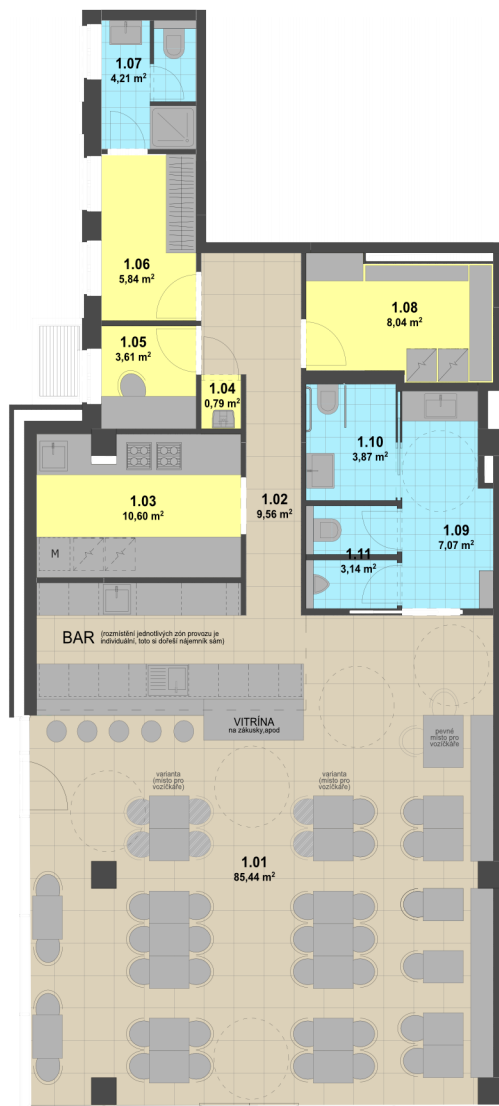 1.07
4,21 m²
1.06
5,84 m²
1.08
8,04 m²
1.05
3,61 m²
1.04
0,79 m²
1.10
3,87 m²
1.03
10,60 m²
1.02
9,56 m²
1.09
7,07 m²
M
1.11
3,14 m²
BAR (rozmístění jednotlivých zón provozu je
individuální, toto si dořeší nájemník sám)
VITRÍNA
na zákusky,apod
pevné
místo pro
vozíčkáře
varianta
(místo pro
vozíčkáře)
varianta
(místo pro
vozíčkáře)
1.01
85,44 m²